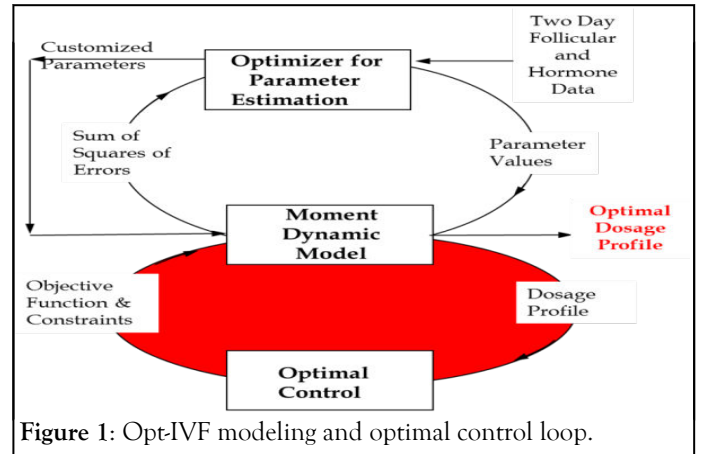 Two Day
Follicular
and
Hormone
Data
Customized
Parameters
Optimizer for
Parameter
Estimation
Sum of
Squares of
Errors
Parameter
Values
Moment
Dynamic
Model
Optimal
Dosage
Profile
Objective
Function &
Constraints
Dosage
Profile
Optimal
Control
Figure 1: Opt-IVF modeling and optimal control loop.